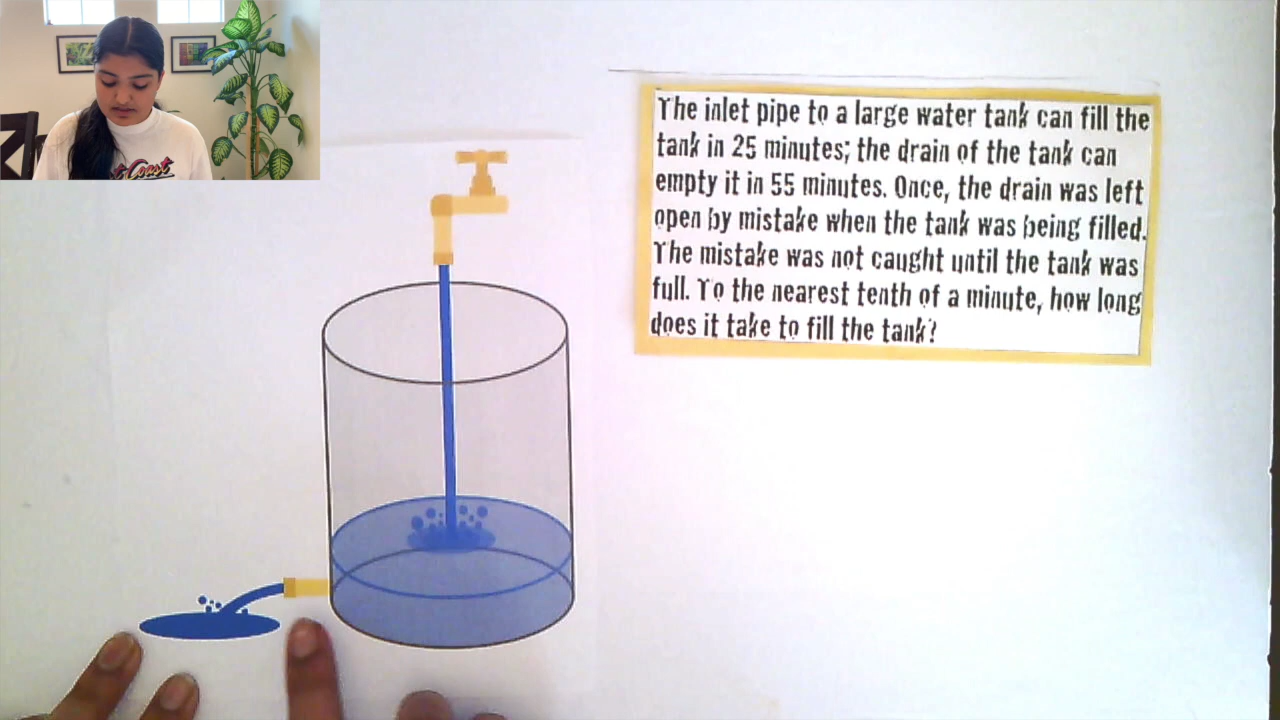 The inlet pipe to a large water tank can fill the
tank in 25 minutes; the drain of the tank can
empty it in 55 minutes. Once, the drain was left
open by mistake when the tank was being filled.
The mistake was not caught until the tank was
full. To the nearest tenth of a minute, how long
does it take to fill the tank?
Coast